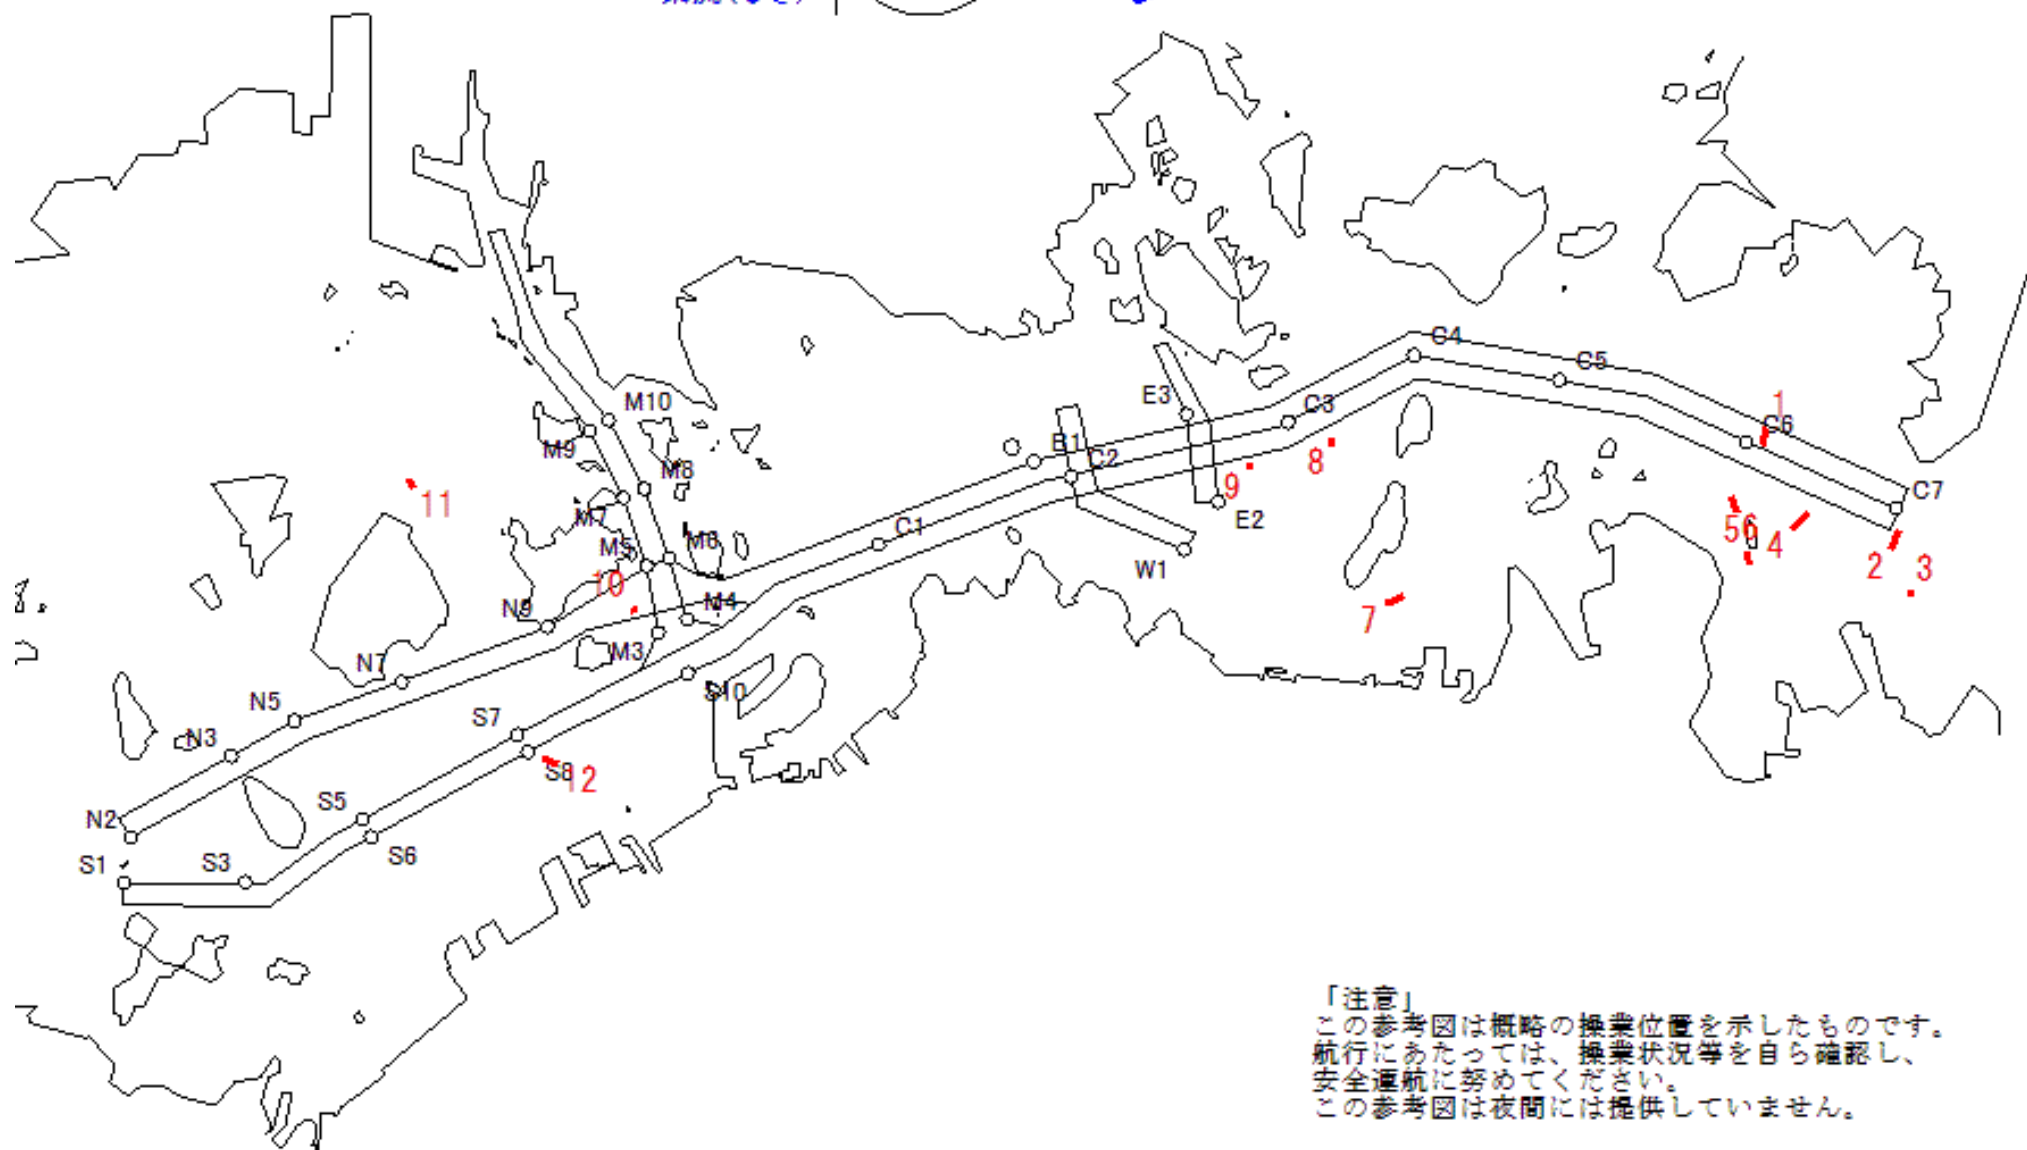 C4
C5
E3
1
M10
C3
C6
B1
M9
8
C2
M8
9
C7
11
M7
E2
56
C1
4
M5
M6
W1
2
3
10
N9
M4
7
M3
N7
S10
N5
S7
N3
S8
12
S5
N2
S6
S1
S3
「注意」
この参考図は概略の操業位置を示したものです。
航行にあたっては、操業状況等を自ら確認し、
安全運航に努めてください。
この参考図は夜間には提供していません。